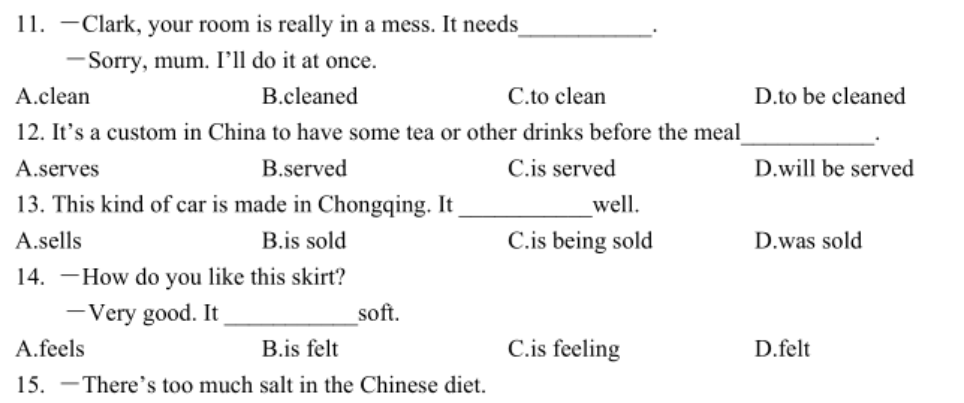 11. —Clark, your room is really in a mess. It needs___________.
—Sorry, mum. I’ll do it at once.
A.clean B.cleaned C.to clean D.to be cleaned
12. It’s a custom in China to have some tea or other drinks before the meal___________.
A.serves B.served C.is served D.will be served
13. This kind of car is made in Chongqing. It ___________well.
A.sells B.is sold C.is being sold D.was sold
14. —How do you like this skirt?
—Very good. It ___________soft.
A.feels B.is felt C.is feeling D.felt
15. —There’s too much salt in the Chinese diet.